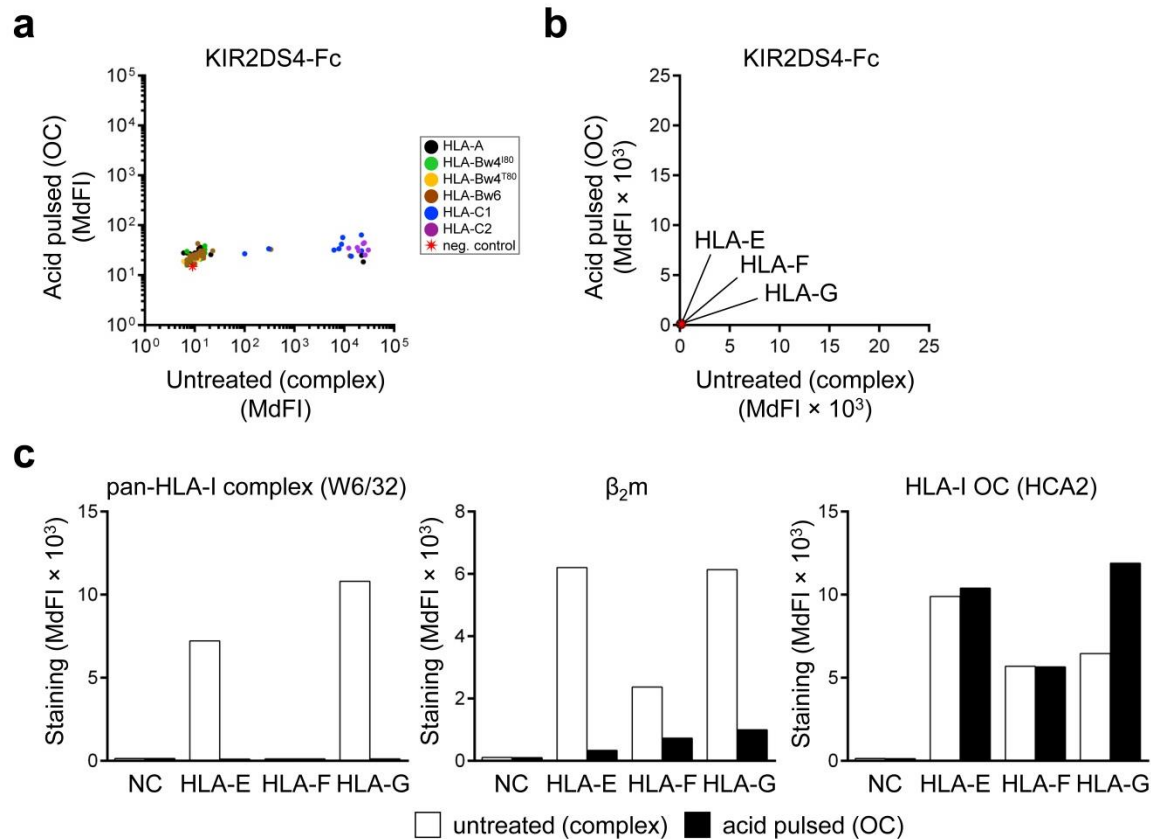 a
KIR2DS4-Fc
Acid pulsed (OC)
(MdFI)
10⁵
10⁴
10³
10²
10¹
10⁰
10⁰ 10¹ 10² 10³ 10⁴ 10⁵
Untreated (complex)
(MdFI)
HLA-A
HLA-Bw4ᴵ⁸⁰
HLA-Bw4ᵀ⁸⁰
HLA-Bw6
HLA-C1
HLA-C2
neg. control
b
KIR2DS4-Fc
Acid pulsed (OC)
(MdFI × 10³)
25
20
15
10
5
0
HLA-E
HLA-F
HLA-G
0 5 10 15 20 25
Untreated (complex)
(MdFI × 10³)
c
pan-HLA-I complex (W6/32)
Staining (MdFI × 10³)
15
10
5
0
NC HLA-E HLA-F HLA-G
β₂m
Staining (MdFI × 10³)
8
6
4
2
0
NC HLA-E HLA-F HLA-G
HLA-I OC (HCA2)
Staining (MdFI × 10³)
15
10
5
0
NC HLA-E HLA-F HLA-G
untreated (complex) acid pulsed (OC)